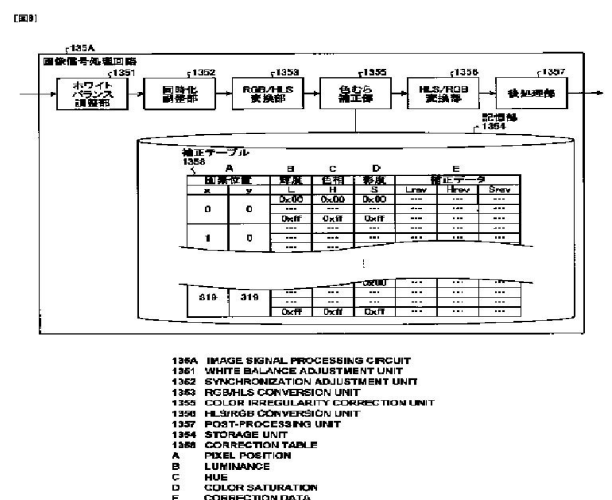 [図9]
135A
画像信号処理回路
1351 1352 1353 1355 1356 1357
ホワイト
バランス
調整部
同時化
調整部
RGB/HLS
変換部
色むら
補正部
HLS/RGB
変換部
後処理部
記憶部
1354
補正テーブル
1358
A B C D E
画素位置 輝度 色相 彩度 補正データ
x y L H S Lrev Hrev Srev
0x00 0x00 0x00 --- --- ---
0 0 --- --- --- --- --- ---
0xff 0xff 0xff --- --- ---
--- --- --- --- --- ---
1 0 --- --- --- --- --- ---
0x00
319 319 --- --- --- --- --- ---
0xff 0xff 0xff --- --- ---
135A IMAGE SIGNAL PROCESSING CIRCUIT
1351 WHITE BALANCE ADJUSTMENT UNIT
1352 SYNCHRONIZATION ADJUSTMENT UNIT
1353 RGB/HLS CONVERSION UNIT
1355 COLOR IRREGULARITY CORRECTION UNIT
1356 HLS/RGB CONVERSION UNIT
1357 POST-PROCESSING UNIT
1354 STORAGE UNIT
1358 CORRECTION TABLE
A PIXEL POSITION
B LUMINANCE
C HUE
D COLOR SATURATION
E CORRECTION DATA